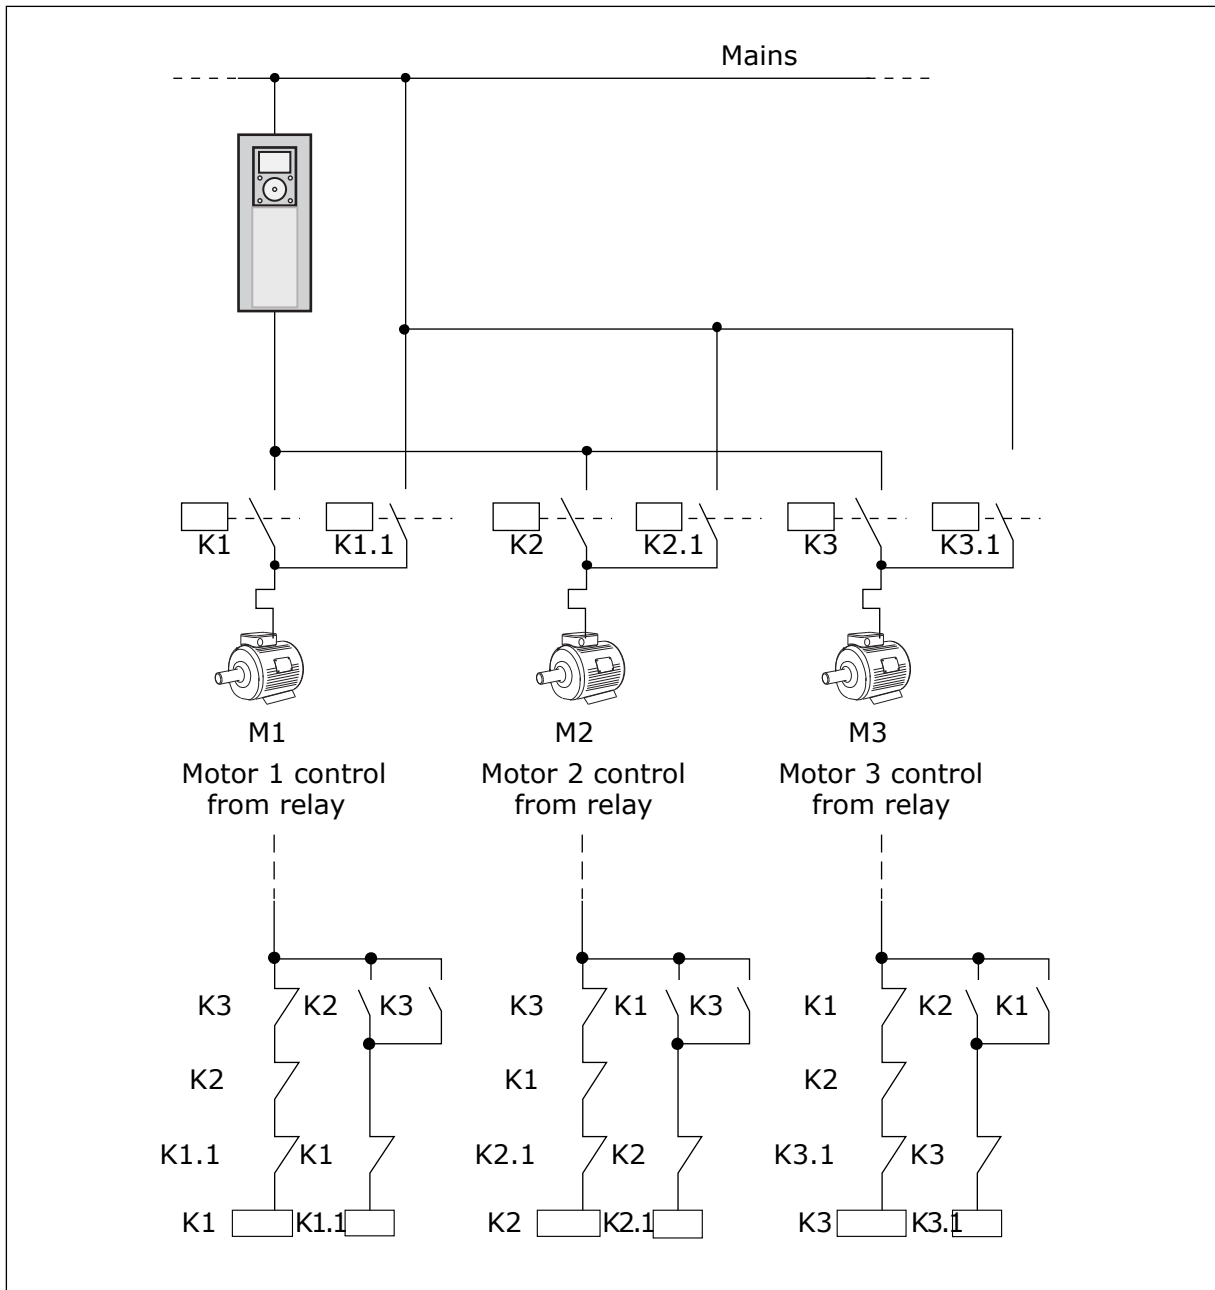 Mains
K1 K1.1 K2 K2.1 K3 K3.1
M1 M2 M3
Motor 1 control Motor 2 control Motor 3 control
from relay from relay from relay
K3 K2 K3 K3 K1 K3 K1 K2 K1
K2 K1 K2
K1.1 K1 K2.1 K2 K3.1 K3
K1 K1.1 K2 K2.1 K3 K3.1